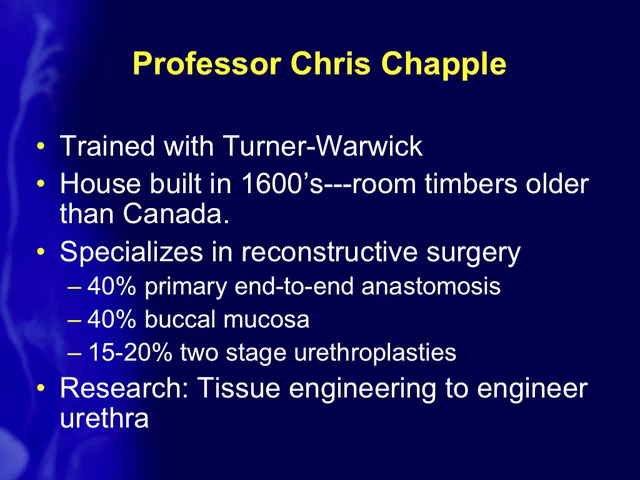 Professor Chris Chapple
• Trained with Turner-Warwick
• House built in 1600’s---room timbers older
than Canada.
• Specializes in reconstructive surgery
– 40% primary end-to-end anastomosis
– 40% buccal mucosa
– 15-20% two stage urethroplasties
• Research: Tissue engineering to engineer
urethra